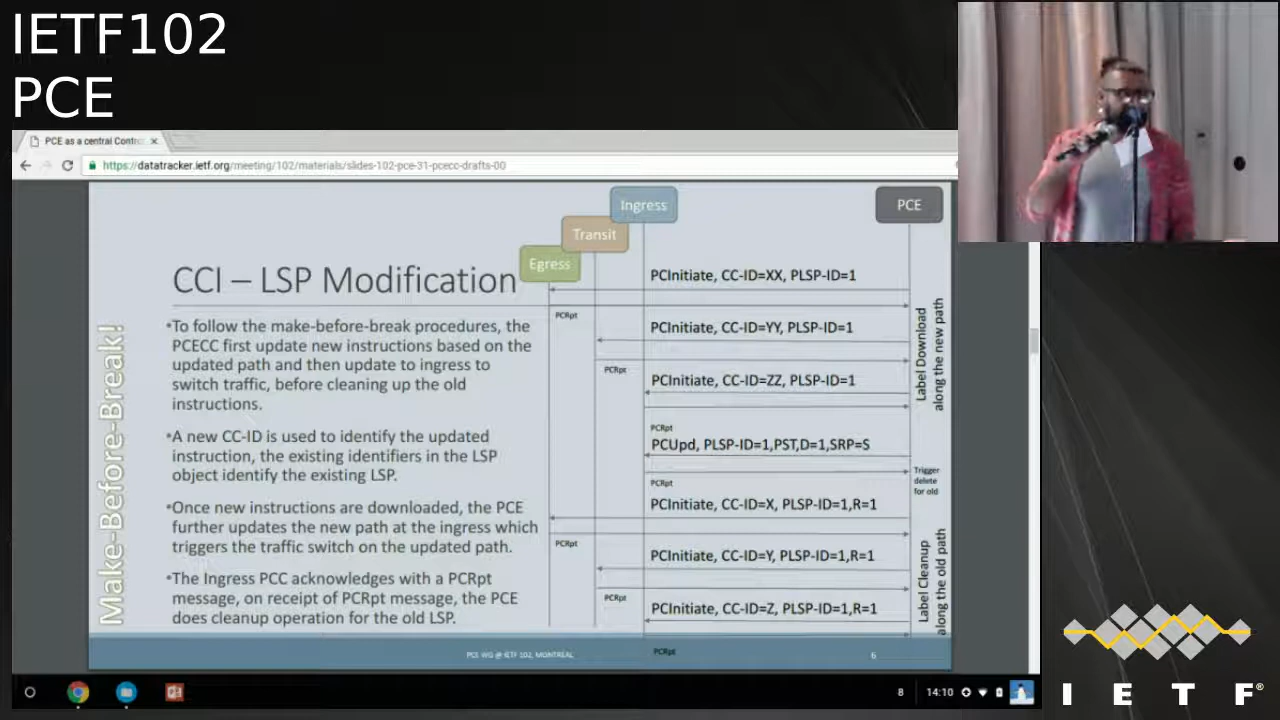 IETF102
PCE
PCE as a central Contro
https://datatracker.ietf.org/meeting/102/materials/slides-102-pce-31-pcecc-drafts-00
Ingress
PCE
Transit
Egress
CCI – LSP Modification
Make-Before-Break!
•To follow the make-before-break procedures, the
PCECC first update new instructions based on the
updated path and then update to ingress to
switch traffic, before cleaning up the old
instructions.
•A new CC-ID is used to identify the updated
instruction, the existing identifiers in the LSP
object identify the existing LSP.
•Once new instructions are downloaded, the PCE
further updates the new path at the ingress which
triggers the traffic switch on the updated path.
•The Ingress PCC acknowledges with a PCRpt
message, on receipt of PCRpt message, the PCE
does cleanup operation for the old LSP.
PCInitiate, CC-ID=XX, PLSP-ID=1
PCRpt
PCInitiate, CC-ID=YY, PLSP-ID=1
PCRpt
PCInitiate, CC-ID=ZZ, PLSP-ID=1
PCRpt
PCUpd, PLSP-ID=1,PST,D=1,SRP=S
PCRpt
PCInitiate, CC-ID=X, PLSP-ID=1,R=1
PCRpt
PCInitiate, CC-ID=Y, PLSP-ID=1,R=1
PCRpt
PCInitiate, CC-ID=Z, PLSP-ID=1,R=1
PCRpt
Label Download
along the new path
Trigger
delete
for old
Label Cleanup
along the old path
PCE WG @ IETF 102, MONTREAL
6
8
14:10
I E T F®